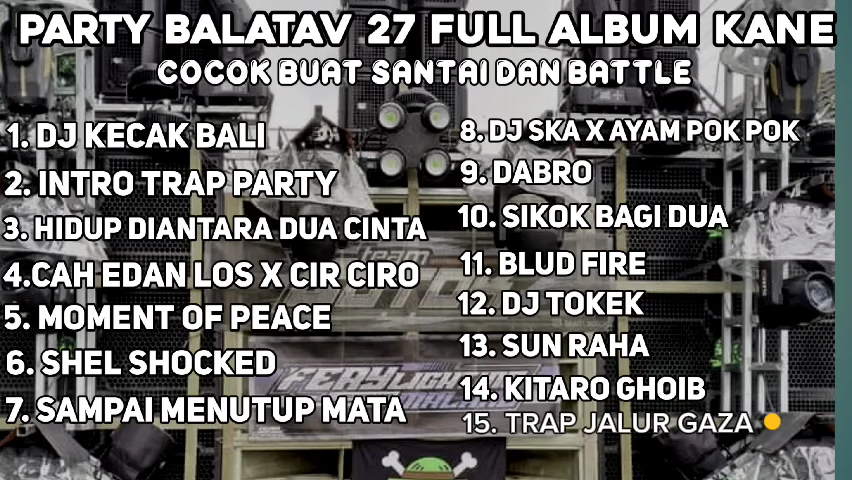 PARTY BALATAV 27 FULL ALBUM KANE
COCOK BUAT SANTAI DAN BATTLE
1. DJ KECAK BALI
2. INTRO TRAP PARTY
3. HIDUP DIANTARA DUA CINTA
4.CAH EDAN LOS X CIR CIRO
5. MOMENT OF PEACE
6. SHEL SHOCKED
7. SAMPAI MENUTUP MATA
8. DJ SKA X AYAM POK POK
9. DABRO
10. SIKOK BAGI DUA
11. BLUD FIRE
12. DJ TOKEK
13. SUN RAHA
14. KITARO GHOIB
15. TRAP JALUR GAZA
Team
FERY